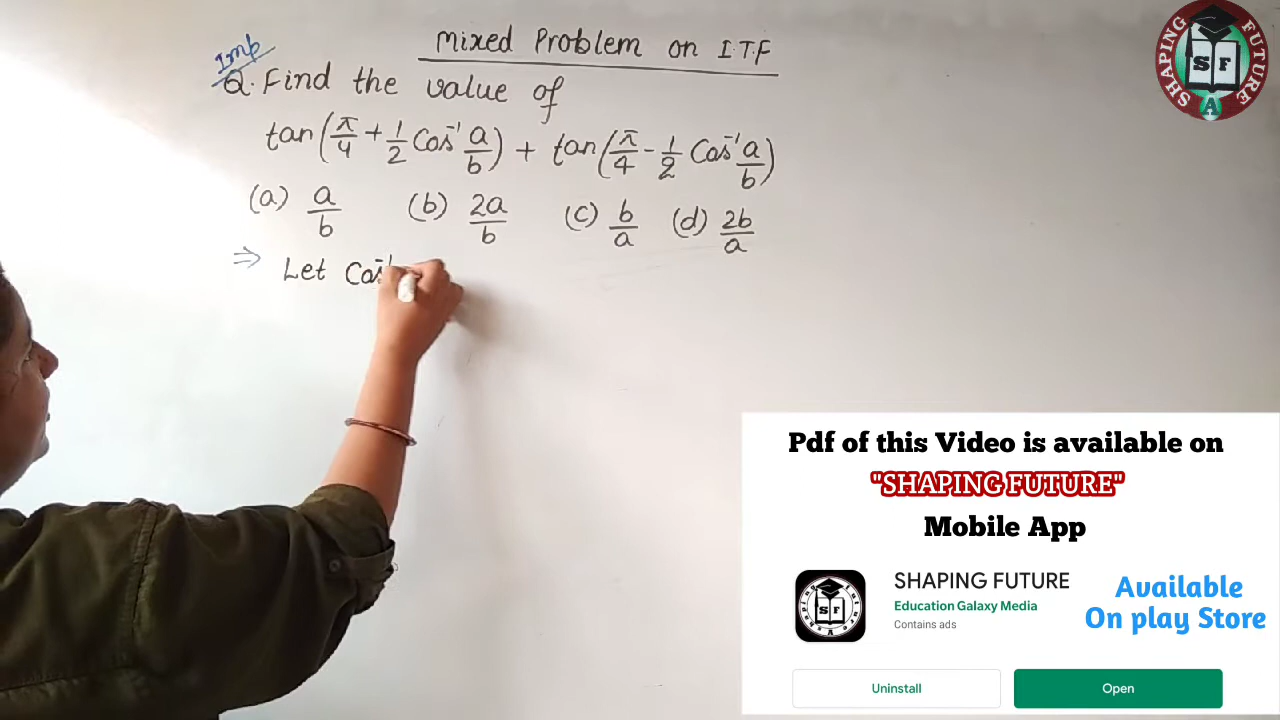 Mixed Problem on I.T.F
Imp
Q. Find the value of
tan(π/4 + 1/2 Cos⁻¹ a/b) + tan(π/4 - 1/2 Cos⁻¹ a/b)
(a) a/b (b) 2a/b (c) b/a (d) 2b/a
⇒ Let Cos⁻¹
SHAPING FUTURE
SF
A
Pdf of this Video is available on
"SHAPING FUTURE"
Mobile App
SHAPING FUTURE
Education Galaxy Media
Contains ads
Available
On play Store
Uninstall
Open